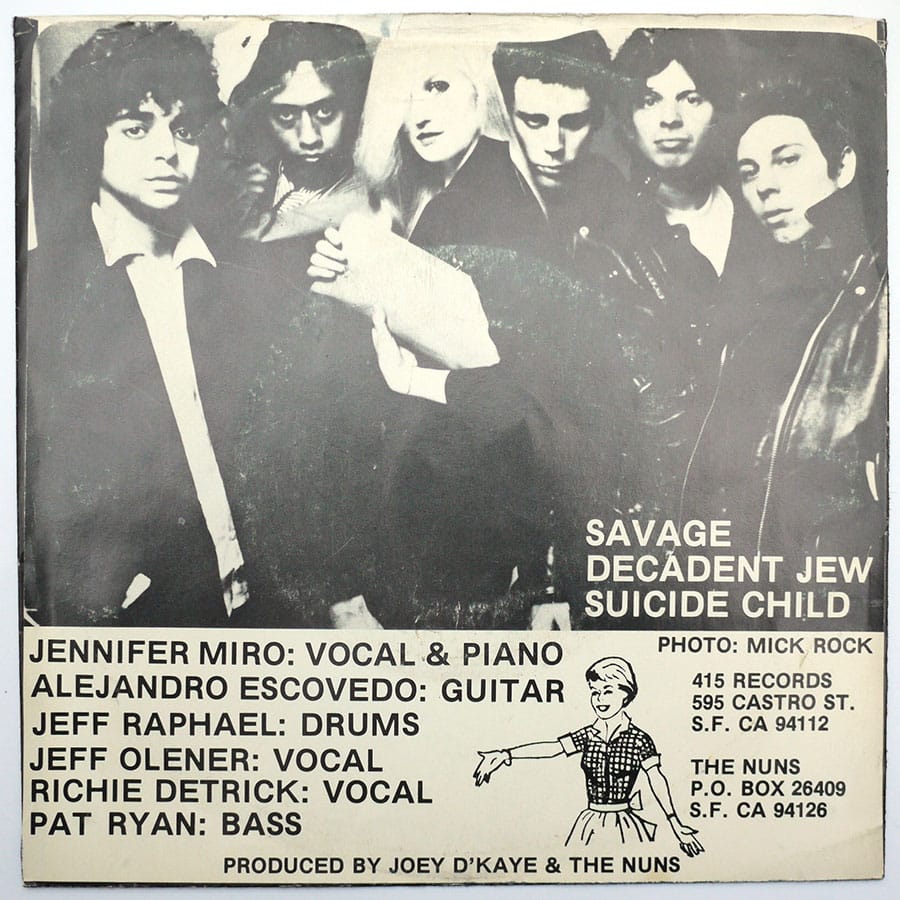 SAVAGE
DECADENT JEW
SUICIDE CHILD
JENNIFER MIRO: VOCAL & PIANO
ALEJANDRO ESCOVEDO: GUITAR
JEFF RAPHAEL: DRUMS
JEFF OLENER: VOCAL
RICHIE DETRICK: VOCAL
PAT RYAN: BASS
PHOTO: MICK ROCK
415 RECORDS
595 CASTRO ST.
S.F. CA 94112
THE NUNS
P.O. BOX 26409
S.F. CA 94126
PRODUCED BY JOEY D'KAYE & THE NUNS